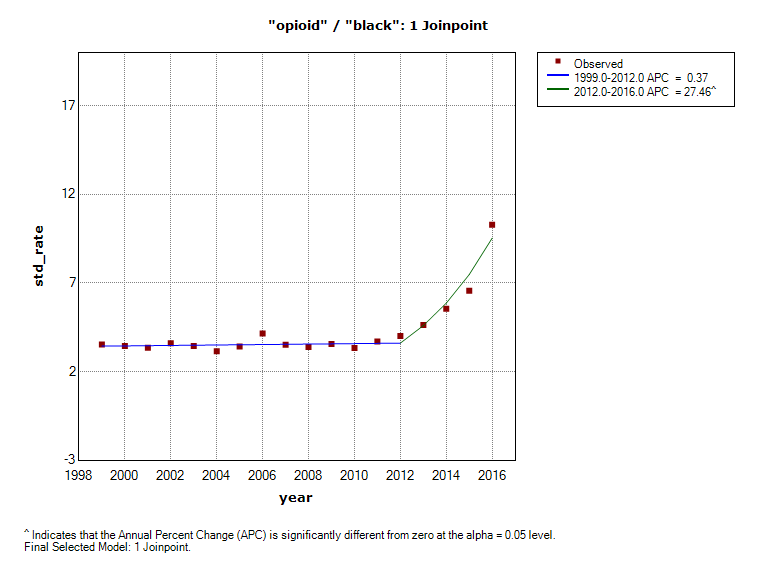 "opioid" / "black": 1 Joinpoint
Observed
1999.0-2012.0 APC = 0.37
2012.0-2016.0 APC = 27.46^
17
12
7
2
-3
std_rate
1998 2000 2002 2004 2006 2008 2010 2012 2014 2016
year
^ Indicates that the Annual Percent Change (APC) is significantly different from zero at the alpha = 0.05 level.
Final Selected Model: 1 Joinpoint.